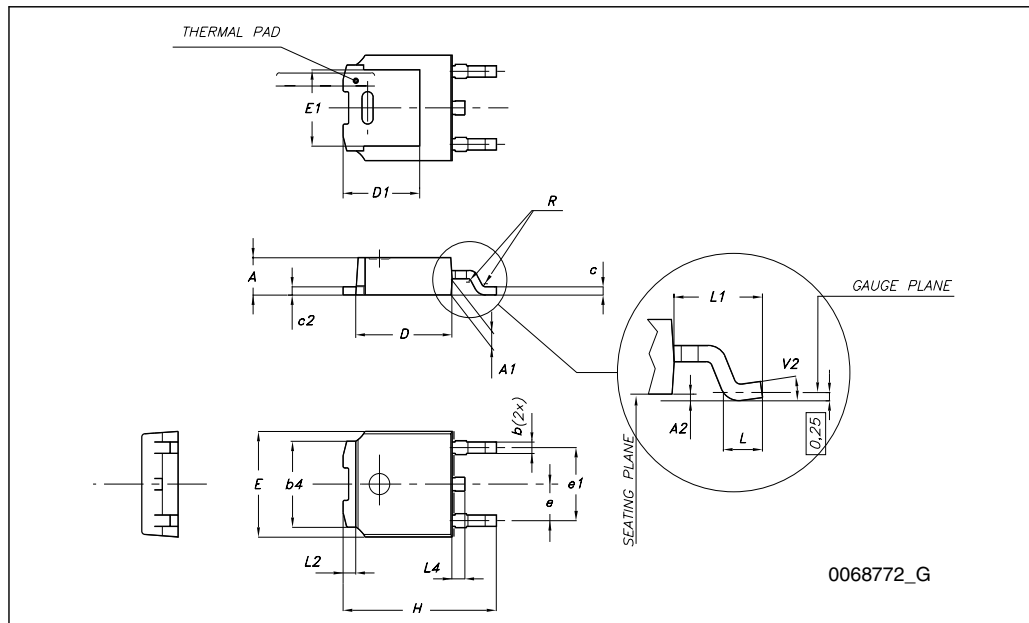 THERMAL PAD
E1
D1
R
A
c
c2
D
A1
L1
GAUGE PLANE
V2
A2
L
0,25
SEATING PLANE
b(2x)
E
b4
e
e1
L2
L4
H
0068772_G